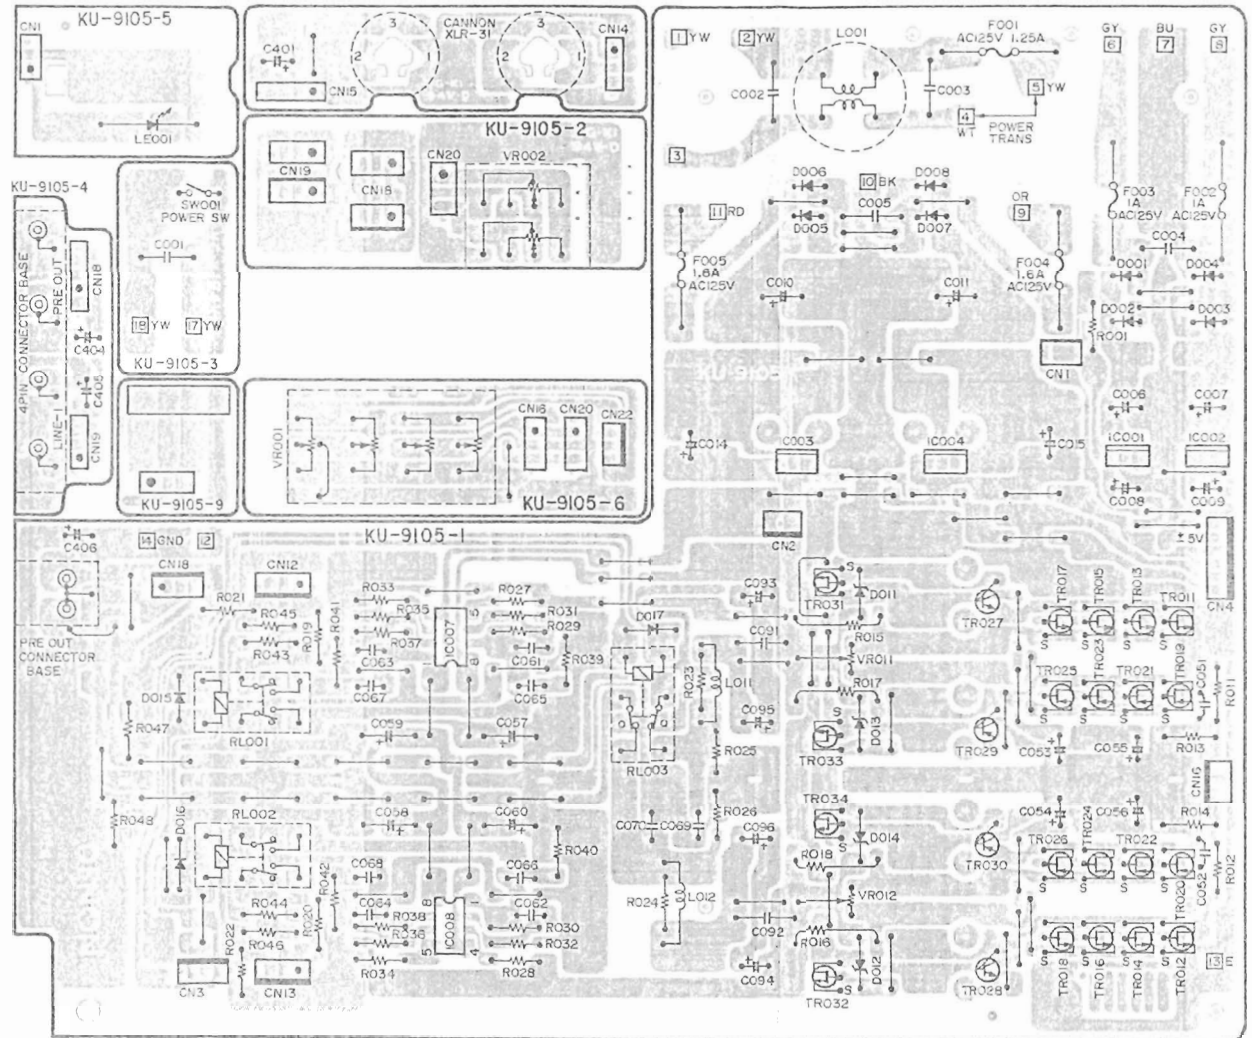 KU-9105-5
CN1
LE001
C401
CN15
3
2
1
CANNON
XLR-31
3
2
1
CN14
KU-9105-2
CN19
CN18
CN20
VR002
KU-9105-4
4PIN CONNECTOR BASE
PRE OUT
LINE-1
CN18
C404
C405
CN19
SW001
POWER SW
C001
18 YW
17 YW
KU-9105-3
KU-9105-9
VR001
CN16
CN20
CN22
KU-9105-6
1 YW
2 YW
L001
F001
AC125V 1.25A
C002
C003
5 YW
4
WT
POWER
TRANS
GY
6
BU
7
GY
8
3
D006
10 BK
D008
C005
D005
D007
11 RD
OR
9
F003
1A
AC125V
F002
1A
AC125V
C004
F005
1.6A
AC125V
F004
1.6A
AC125V
D001
D004
C010
C011
D002
D003
R001
CN1
C006
C007
C014
IC003
IC004
C015
IC001
IC002
C008
C009
CN2
±5V
CN4
KU-9105-1
C406
14 GND
12
CN18
CN12
PRE OUT
CONNECTOR
BASE
R021
R045
R043
R019
R041
R033
R035
R037
C063
C067
IC007
5
1
8
R027
R031
R029
C061
C065
R039
D017
C093
C091
TR031
S
D011
R015
VR011
R017
TR027
TR017
TR015
TR013
TR011
S
S
S
S
D015
R047
RL001
C059
C057
R023
L011
RL003
R025
C095
D013
TR033
S
TR029
TR025
TR023
TR021
TR019
S
S
S
S
C051
R011
C053
C055
R013
CN16
R048
D016
RL002
C058
C060
R040
C070
C069
R026
C096
TR034
S
D014
R018
VR012
TR030
C054
C056
R014
TR026
TR024
TR022
TR020
S
S
S
S
C052
R012
R042
C068
C064
C066
C062
R044
R046
R020
R022
R038
R036
R034
8
1
IC008
5
4
R030
R032
R028
R024
L012
C092
C094
R016
D012
TR032
S
TR028
TR018
TR016
TR014
TR012
S
S
S
S
13 E
CN3
CN13